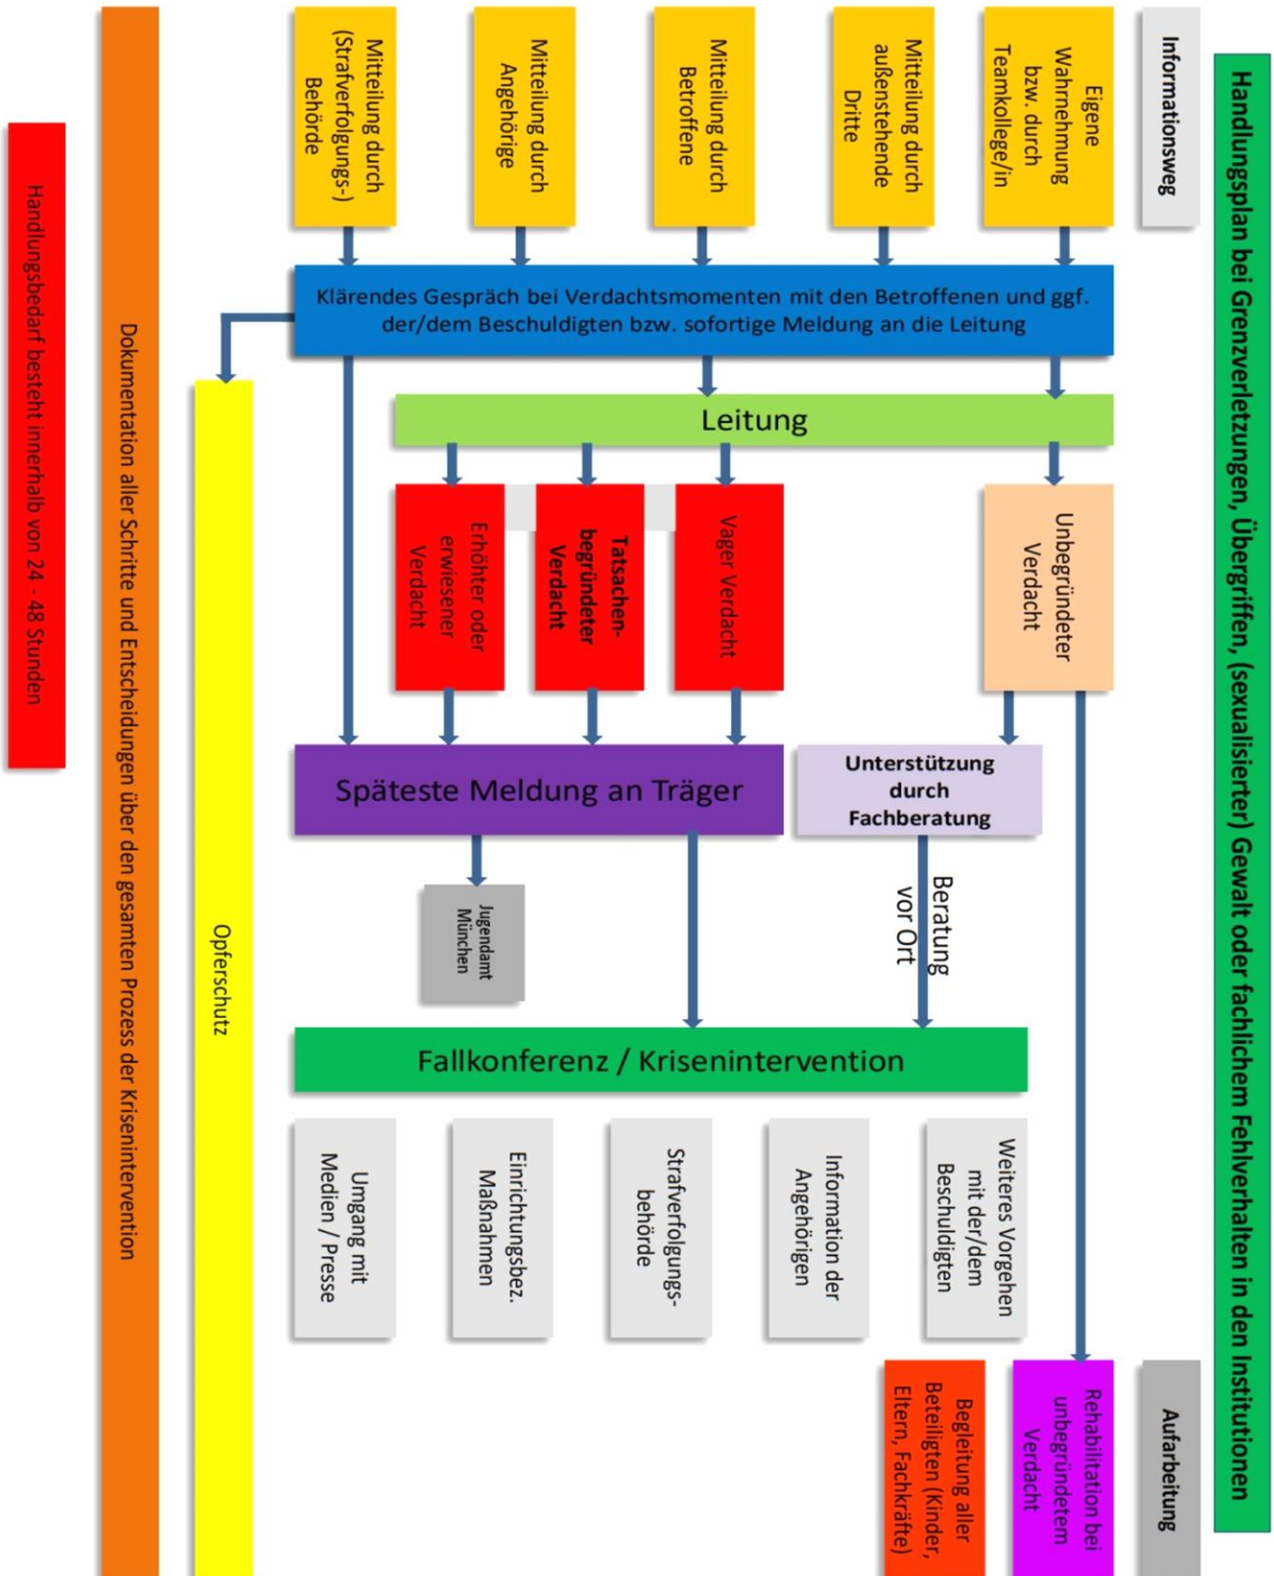 Handlungsplan bei Grenzverletzungen, Übergriffen, (sexualisierter) Gewalt oder fachlichem Fehlverhalten in den Institutionen
Informationsweg
Eigene
Wahrnehmung
bzw. durch
Teamkollege/in
Mitteilung durch
außenstehende
Dritte
Mitteilung durch
Betroffene
Mitteilung durch
Angehörige
Mitteilung durch
(Strafverfolgungs-)
Behörde
Klärendes Gespräch bei Verdachtsmomenten mit den Betroffenen und ggf.
der/dem Beschuldigten bzw. sofortige Meldung an die Leitung
Leitung
Unbegründeter
Verdacht
Vager Verdacht
Tatsachen-
begründeter
Verdacht
Erhöhter oder
erwiesener
Verdacht
Unterstützung
durch
Fachberatung
Späteste Meldung an Träger
Beratung
vor Ort
Jugendamt
München
Fallkonferenz / Krisenintervention
Weiteres Vorgehen
mit der/dem
Beschuldigten
Information der
Angehörigen
Strafverfolgungs-
behörde
Einrichtungsbez.
Maßnahmen
Umgang mit
Medien / Presse
Aufarbeitung
Rehabilitation bei
unbegründetem
Verdacht
Begleitung aller
Beteiligten (Kinder,
Eltern, Fachkräfte)
Opferschutz
Dokumentation aller Schritte und Entscheidungen über den gesamten Prozess der Krisenintervention
Handlungsbedarf besteht innerhalb von 24 - 48 Stunden